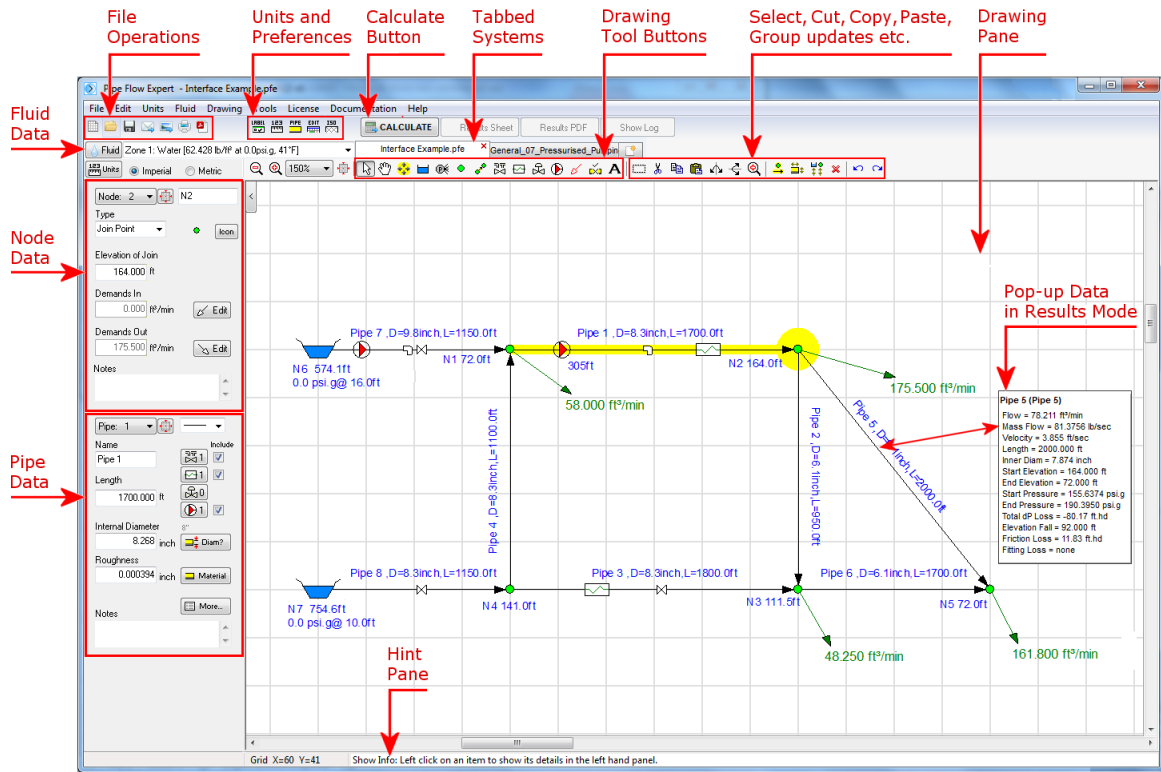 File
Operations
Units and
Preferences
Calculate
Button
Tabbed
Systems
Drawing
Tool Buttons
Select, Cut, Copy, Paste,
Group updates etc.
Drawing
Pane
Pipe Flow Expert - Interface Example.pfe
File Edit Units Fluid Drawing Tools License Documentation Help
LABEL 123 PIPE EDIT ISO
CALCULATE
Results Sheet
Results PDF
Show Log
Fluid
Data
Fluid Zone 1: Water [62.428 lb/ft³ at 0.0psi.g, 41°F]
Interface Example.pfe
General_07_Pressurised_Pumpin
123 Units Imperial Metric
150%
A
Node
Data
Node: 2
N2
Type
Join Point
Icon
Elevation of Join
164.000 ft
Demands In
0.000 ft³/min Edit
Demands Out
175.500 ft³/min Edit
Notes
Pipe
Data
Pipe: 1
Name
Include
Pipe 1
1
Length
1
1700.000 ft
0
1
Internal Diameter
8"
8.268 inch Diam?
Roughness
0.000394 inch Material
More...
Notes
Pop-up Data
in Results Mode
Pipe 7 ,D=9.8inch,L=1150.0ft
Pipe 1 ,D=8.3inch,L=1700.0ft
N1 72.0ft
305ft
N2 164.0ft
N6 574.1ft
0.0 psi.g@ 16.0ft
58.000 ft³/min
175.500 ft³/min
Pipe 4 ,D=8.3inch,L=1100.0ft
Pipe 2 ,D=6.1inch,L=950.0ft
Pipe 5 ,D= 1inch,L=2000.0ft
Pipe 5 (Pipe 5)
Flow = 78.211 ft³/min
Mass Flow = 81.3756 lb/sec
Velocity = 3.855 ft/sec
Length = 2000.000 ft
Inner Diam = 7.874 inch
Start Elevation = 164.000 ft
End Elevation = 72.000 ft
Start Pressure = 155.6374 psi.g
End Pressure = 190.3950 psi.g
Total dP Loss = -80.17 ft.hd
Elevation Fall = 92.000 ft
Friction Loss = 11.83 ft.hd
Fitting Loss = none
Pipe 8 ,D=8.3inch,L=1150.0ft
Pipe 3 ,D=8.3inch,L=1800.0ft
Pipe 6 ,D=6.1inch,L=1700.0ft
N7 754.6ft
0.0 psi.g@ 10.0ft
N4 141.0ft
N3 111.5ft
N5 72.0ft
48.250 ft³/min
161.800 ft³/min
Hint
Pane
Grid X=60 Y=41
Show Info: Left click on an item to show its details in the left hand panel.